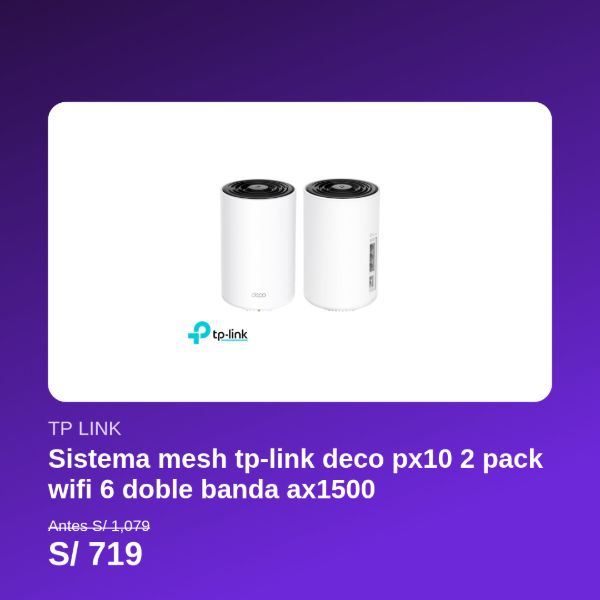 deco
tp-link
TP LINK
Sistema mesh tp-link deco px10 2 pack
wifi 6 doble banda ax1500
Antes S/ 1,079
S/ 719